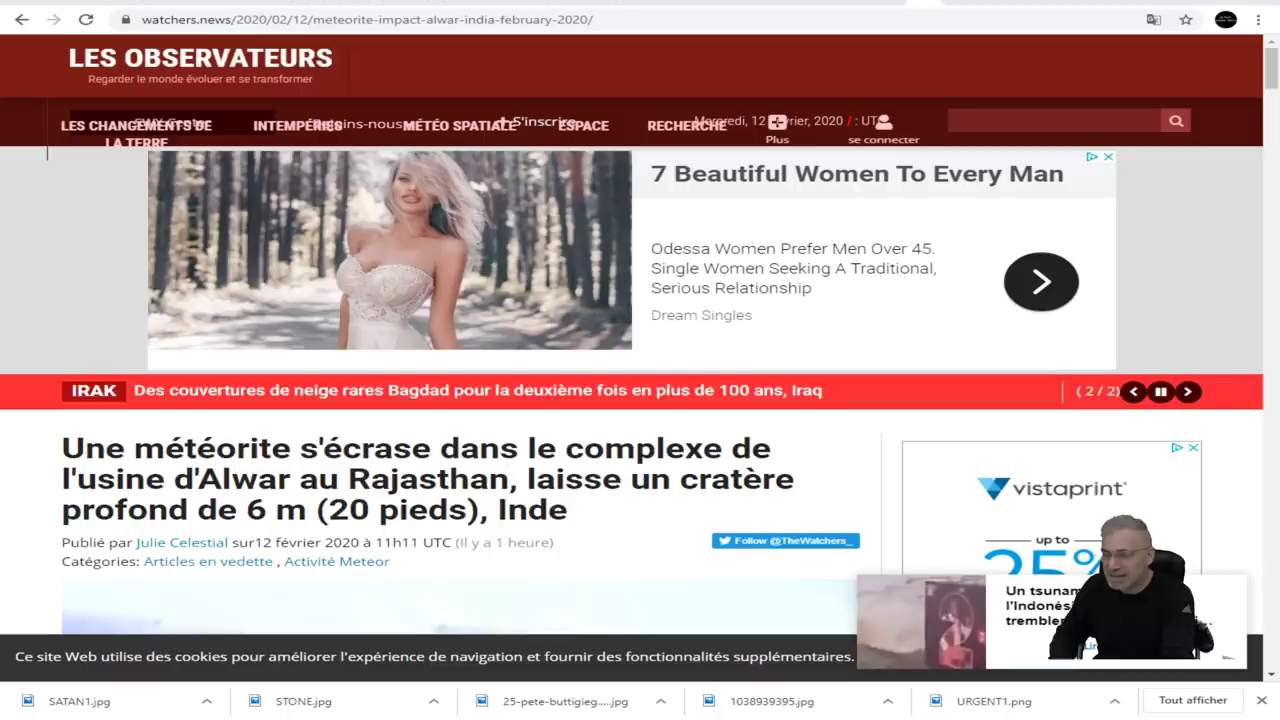 watchers.news/2020/02/12/meteorite-impact-alwar-india-february-2020/
LES OBSERVATEURS
Regarder le monde évoluer et se transformer
LES CHANGEMENTS DE
LA TERRE
INTEMPÉRIES
MÉTÉO SPATIALE
S'inscrire
ESPACE
RECHERCHE
2020 / : UT
Plus
se connecter
7 Beautiful Women To Every Man
Odessa Women Prefer Men Over 45.
Single Women Seeking A Traditional,
Serious Relationship
Dream Singles
IRAK Des couvertures de neige rares Bagdad pour la deuxième fois en plus de 100 ans, Iraq
( 2 / 2)
Une météorite s'écrase dans le complexe de
l'usine d'Alwar au Rajasthan, laisse un cratère
profond de 6 m (20 pieds), Inde
Publié par Julie Celestial sur12 février 2020 à 11h11 UTC (Il y a 1 heure)
Catégories: Articles en vedette , Activité Meteor
Follow @TheWatchers_
vistaprint
up to
25%
Un tsunam
l'Indonési
trembler
Ce site Web utilise des cookies pour améliorer l'expérience de navigation et fournir des fonctionnalités supplémentaires.
SATAN1.jpg
STONE.jpg
25-pete-buttigieg.....jpg
1038939395.jpg
URGENT1.png
Tout afficher